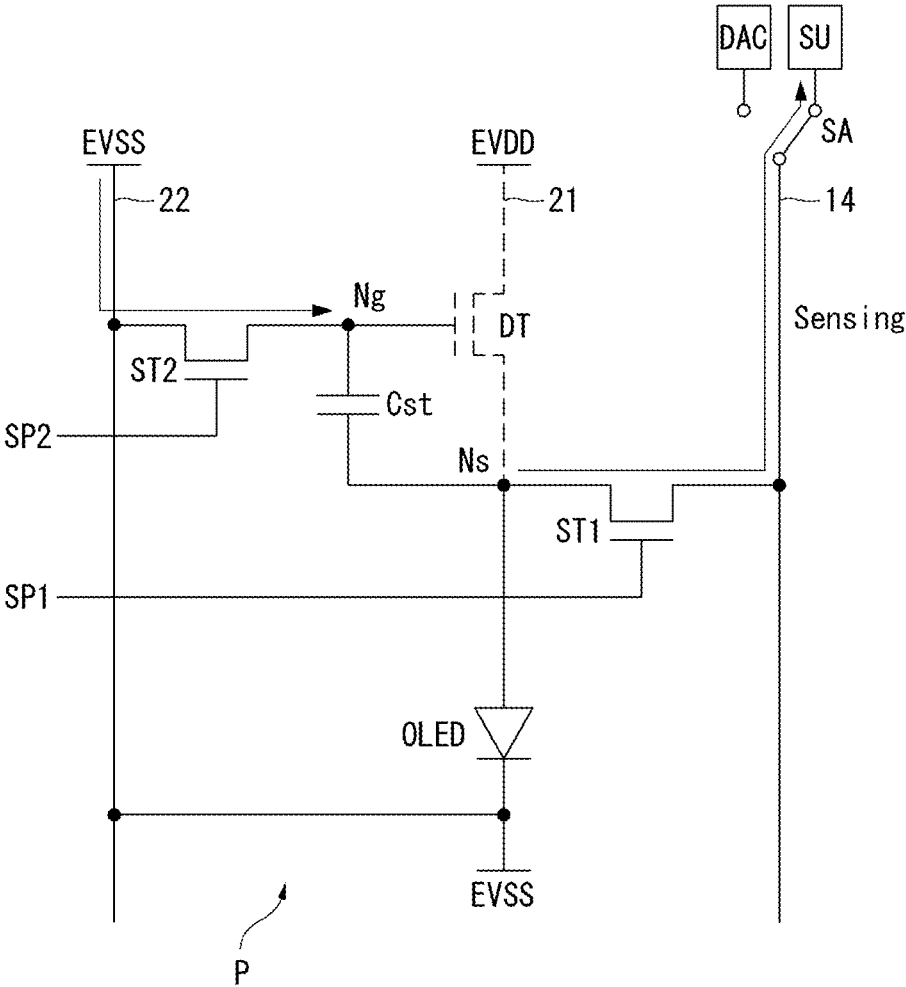 DAC SU
SA
EVSS EVDD
22 21 14
Ng
DT
Sensing
ST2
Cst
SP2
Ns
ST1
SP1
OLED
EVSS
P